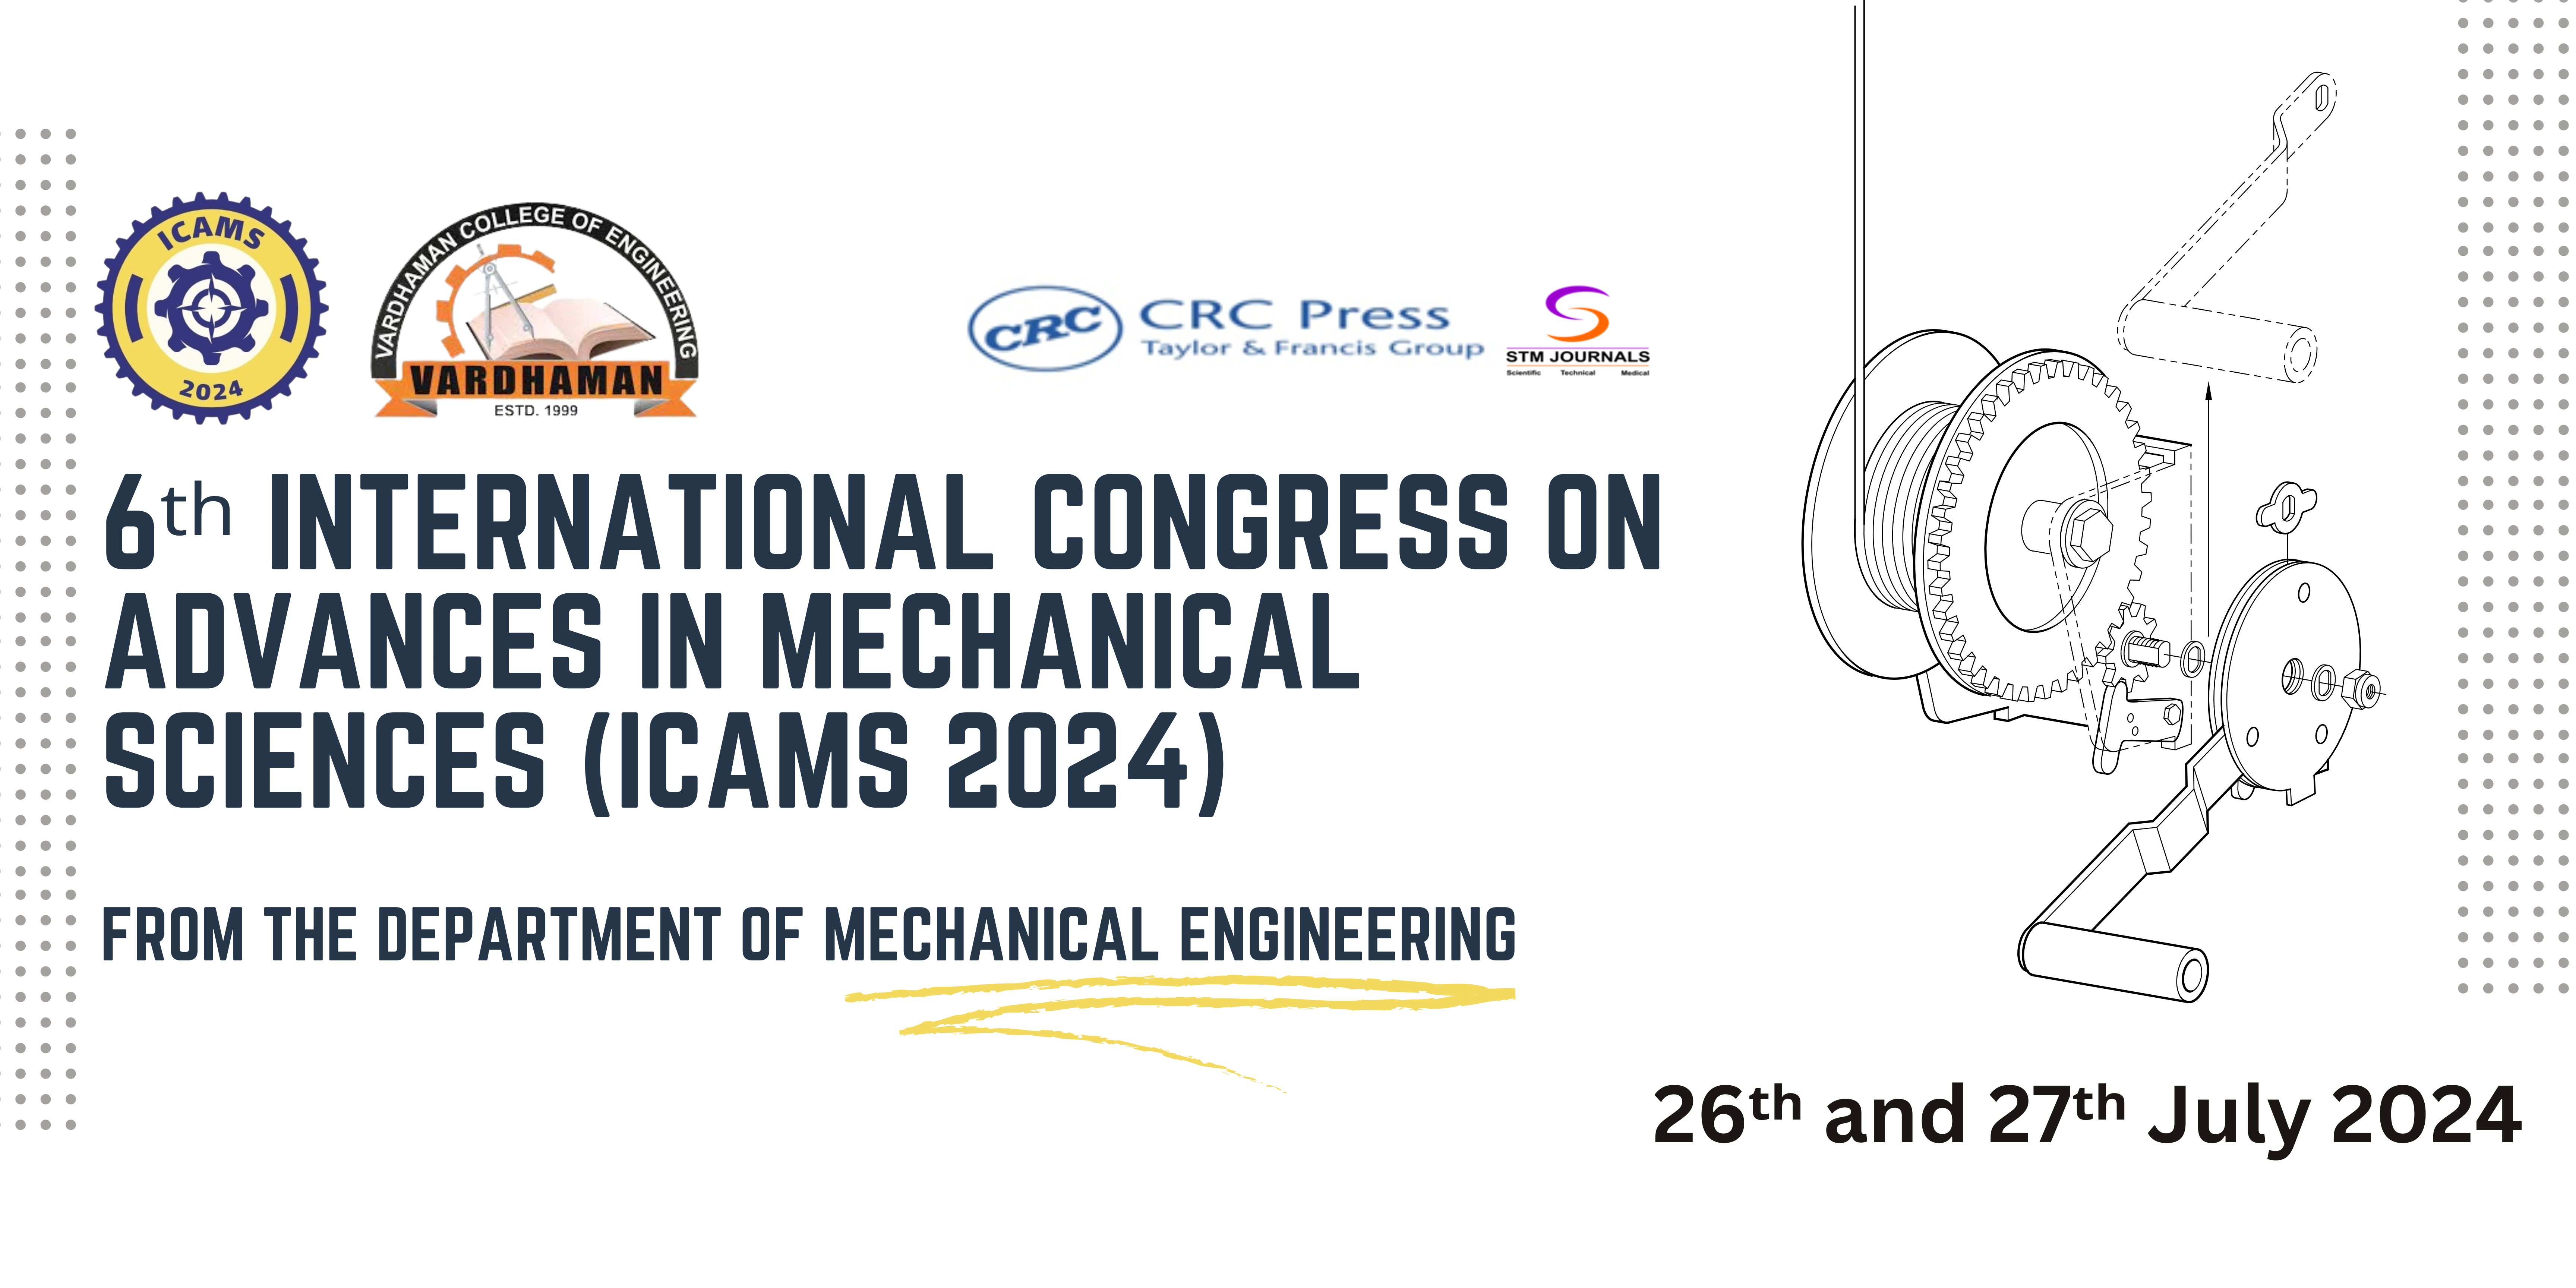 ICAMS
2024
VARDHAMAN COLLEGE OF ENGINEERING
VARDHAMAN
ESTD. 1999
CRC
CRC Press
Taylor & Francis Group
STM JOURNALS
Scientific Technical Medical
6th INTERNATIONAL CONGRESS ON
ADVANCES IN MECHANICAL
SCIENCES (ICAMS 2024)
FROM THE DEPARTMENT OF MECHANICAL ENGINEERING
26th and 27th July 2024